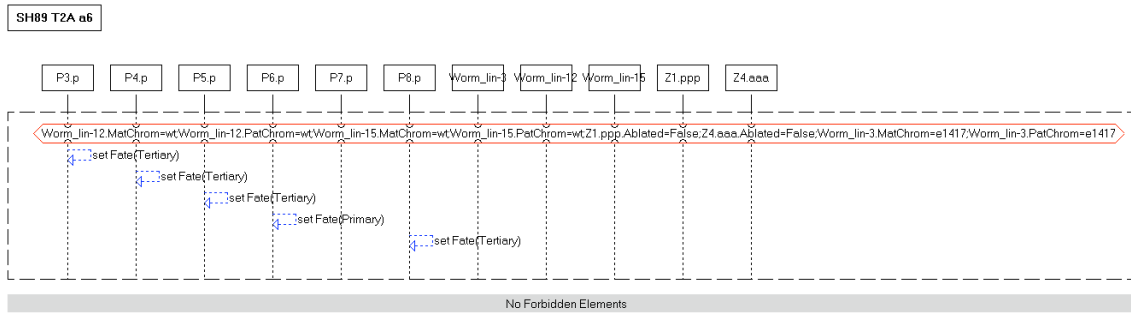 SH89 T2A a6
P3.p P4.p P5.p P6.p P7.p P8.p Worm_lin-3 Worm_lin-12 Worm_lin-15 Z1.ppp Z4.aaa
Worm_lin-12.MatChrom=wt;Worm_lin-12.PatChrom=wt;Worm_lin-15.MatChrom=wt;Worm_lin-15.PatChrom=wt;Z1.ppp.Ablated=False;Z4.aaa.Ablated=False;Worm_lin-3.MatChrom=e1417;Worm_lin-3.PatChrom=e1417
set Fate(Tertiary)
set Fate(Tertiary)
set Fate(Tertiary)
set Fate(Primary)
set Fate(Tertiary)
No Forbidden Elements